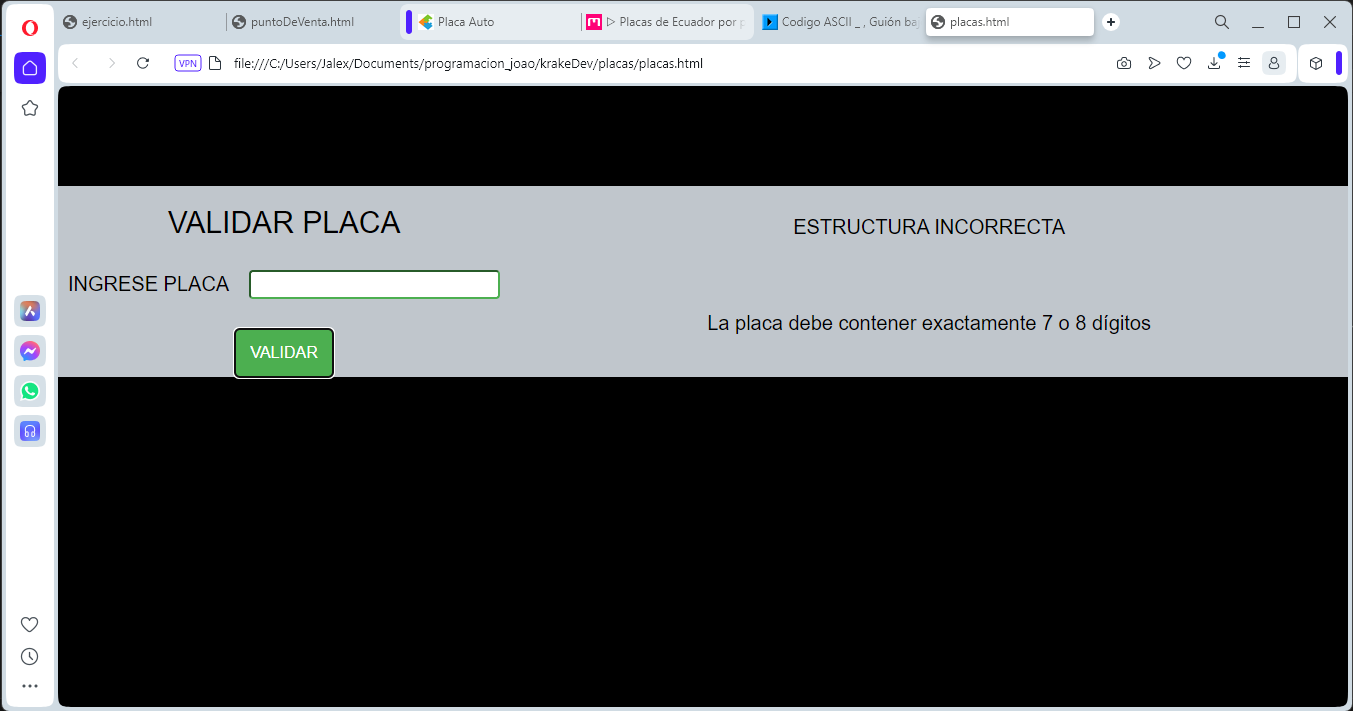 ejercicio.html
puntoDeVenta.html
Placa Auto
▷ Placas de Ecuador por p
Codigo ASCII _ , Guión baj
placas.html
VPN
file:///C:/Users/Jalex/Documents/programacion_joao/krakeDev/placas/placas.html
VALIDAR PLACA
ESTRUCTURA INCORRECTA
INGRESE PLACA
La placa debe contener exactamente 7 o 8 dígitos
VALIDAR